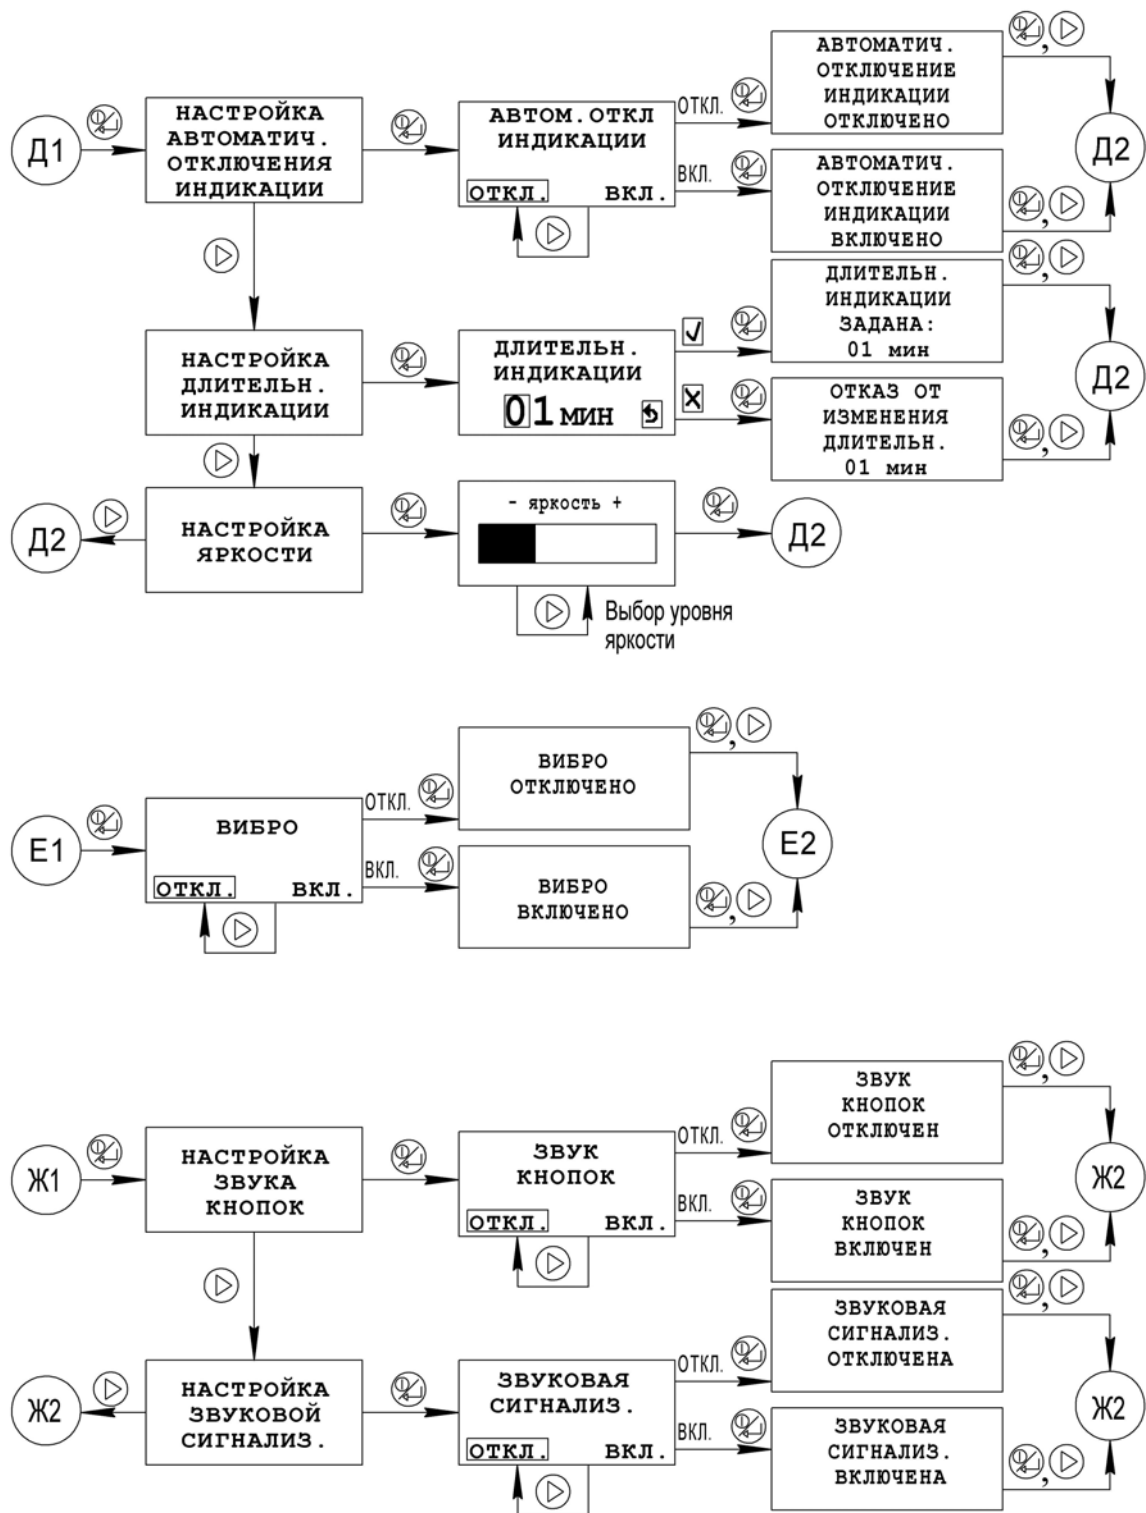 Д1
НАСТРОЙКА
АВТОМАТИЧ.
ОТКЛЮЧЕНИЯ
ИНДИКАЦИИ
АВТОМ.ОТКЛ
ИНДИКАЦИИ
ОТКЛ. ВКЛ.
ОТКЛ.
АВТОМАТИЧ.
ОТКЛЮЧЕНИЕ
ИНДИКАЦИИ
ОТКЛЮЧЕНО
ВКЛ.
АВТОМАТИЧ.
ОТКЛЮЧЕНИЕ
ИНДИКАЦИИ
ВКЛЮЧЕНО
Д2
НАСТРОЙКА
ДЛИТЕЛЬН.
ИНДИКАЦИИ
ДЛИТЕЛЬН.
ИНДИКАЦИИ
01 мин
ДЛИТЕЛЬН.
ИНДИКАЦИИ
ЗАДАНА:
01 мин
ОТКАЗ ОТ
ИЗМЕНЕНИЯ
ДЛИТЕЛЬН.
01 мин
Д2
Д2
НАСТРОЙКА
ЯРКОСТИ
- яркость +
Д2
Выбор уровня
яркости
Е1
ВИБРО
ОТКЛ. ВКЛ.
ОТКЛ.
ВИБРО
ОТКЛЮЧЕНО
ВКЛ.
ВИБРО
ВКЛЮЧЕНО
Е2
Ж1
НАСТРОЙКА
ЗВУКА
КНОПОК
ЗВУК
КНОПОК
ОТКЛ. ВКЛ.
ОТКЛ.
ЗВУК
КНОПОК
ОТКЛЮЧЕН
ВКЛ.
ЗВУК
КНОПОК
ВКЛЮЧЕН
Ж2
Ж2
НАСТРОЙКА
ЗВУКОВОЙ
СИГНАЛИЗ.
ЗВУКОВАЯ
СИГНАЛИЗ.
ОТКЛ. ВКЛ.
ОТКЛ.
ЗВУКОВАЯ
СИГНАЛИЗ.
ОТКЛЮЧЕНА
ВКЛ.
ЗВУКОВАЯ
СИГНАЛИЗ.
ВКЛЮЧЕНА
Ж2